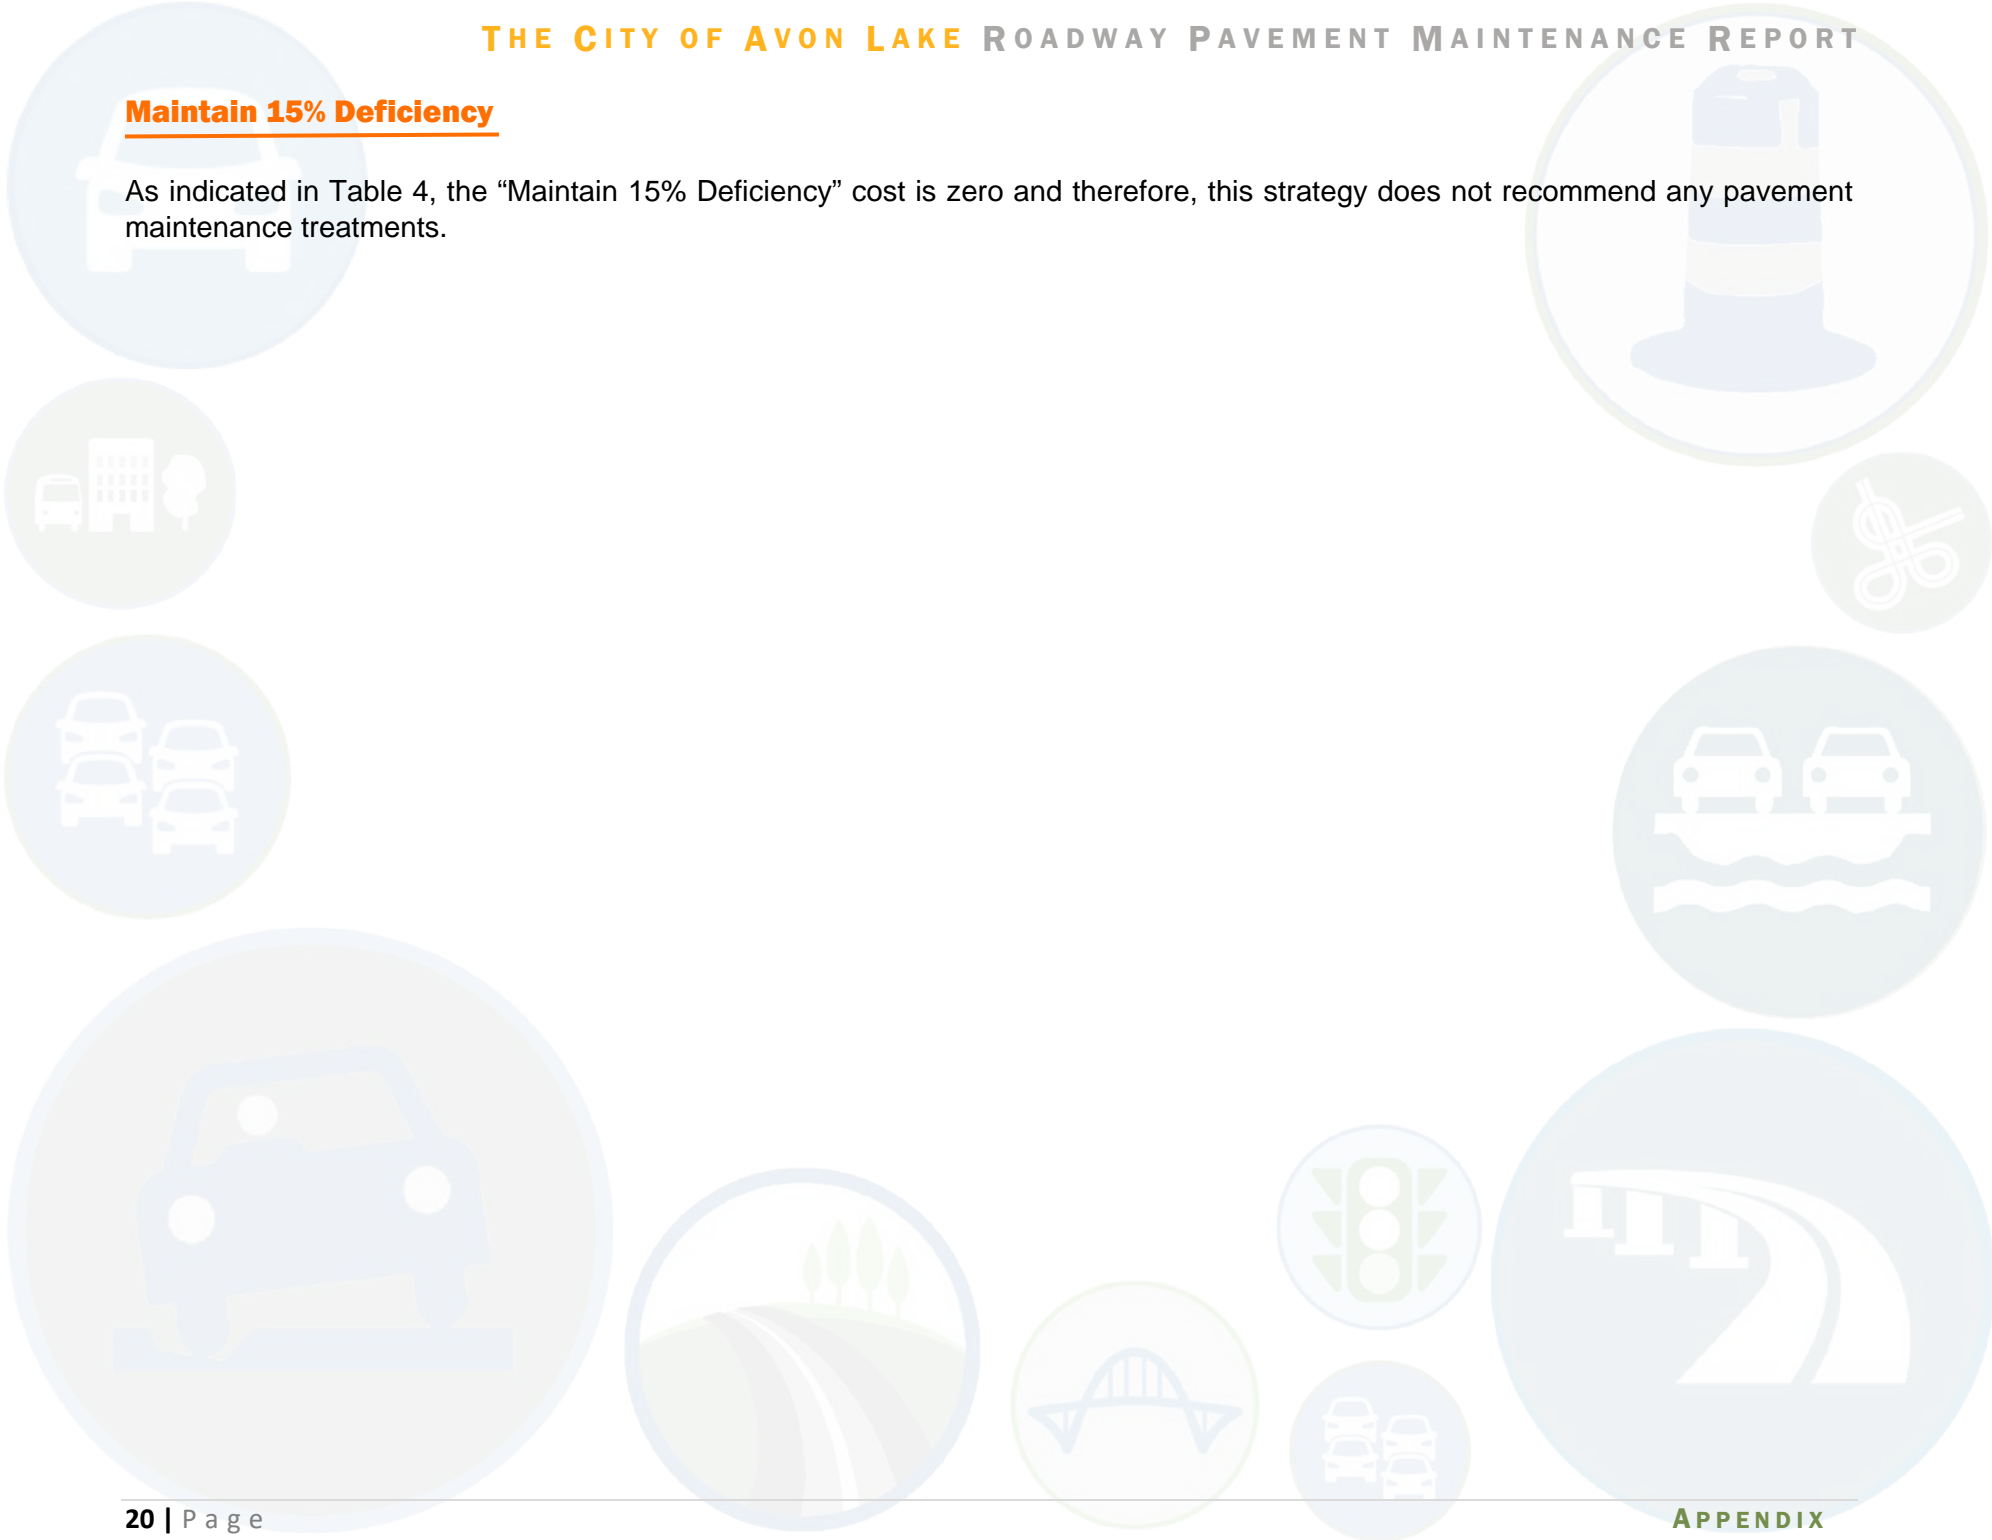 THE CITY OF AVON LAKE ROADWAY PAVEMENT MAINTENANCE REPORT
Maintain 15% Deficiency
As indicated in Table 4, the “Maintain 15% Deficiency” cost is zero and therefore, this strategy does not recommend any pavement
maintenance treatments.
20 | Page
APPENDIX